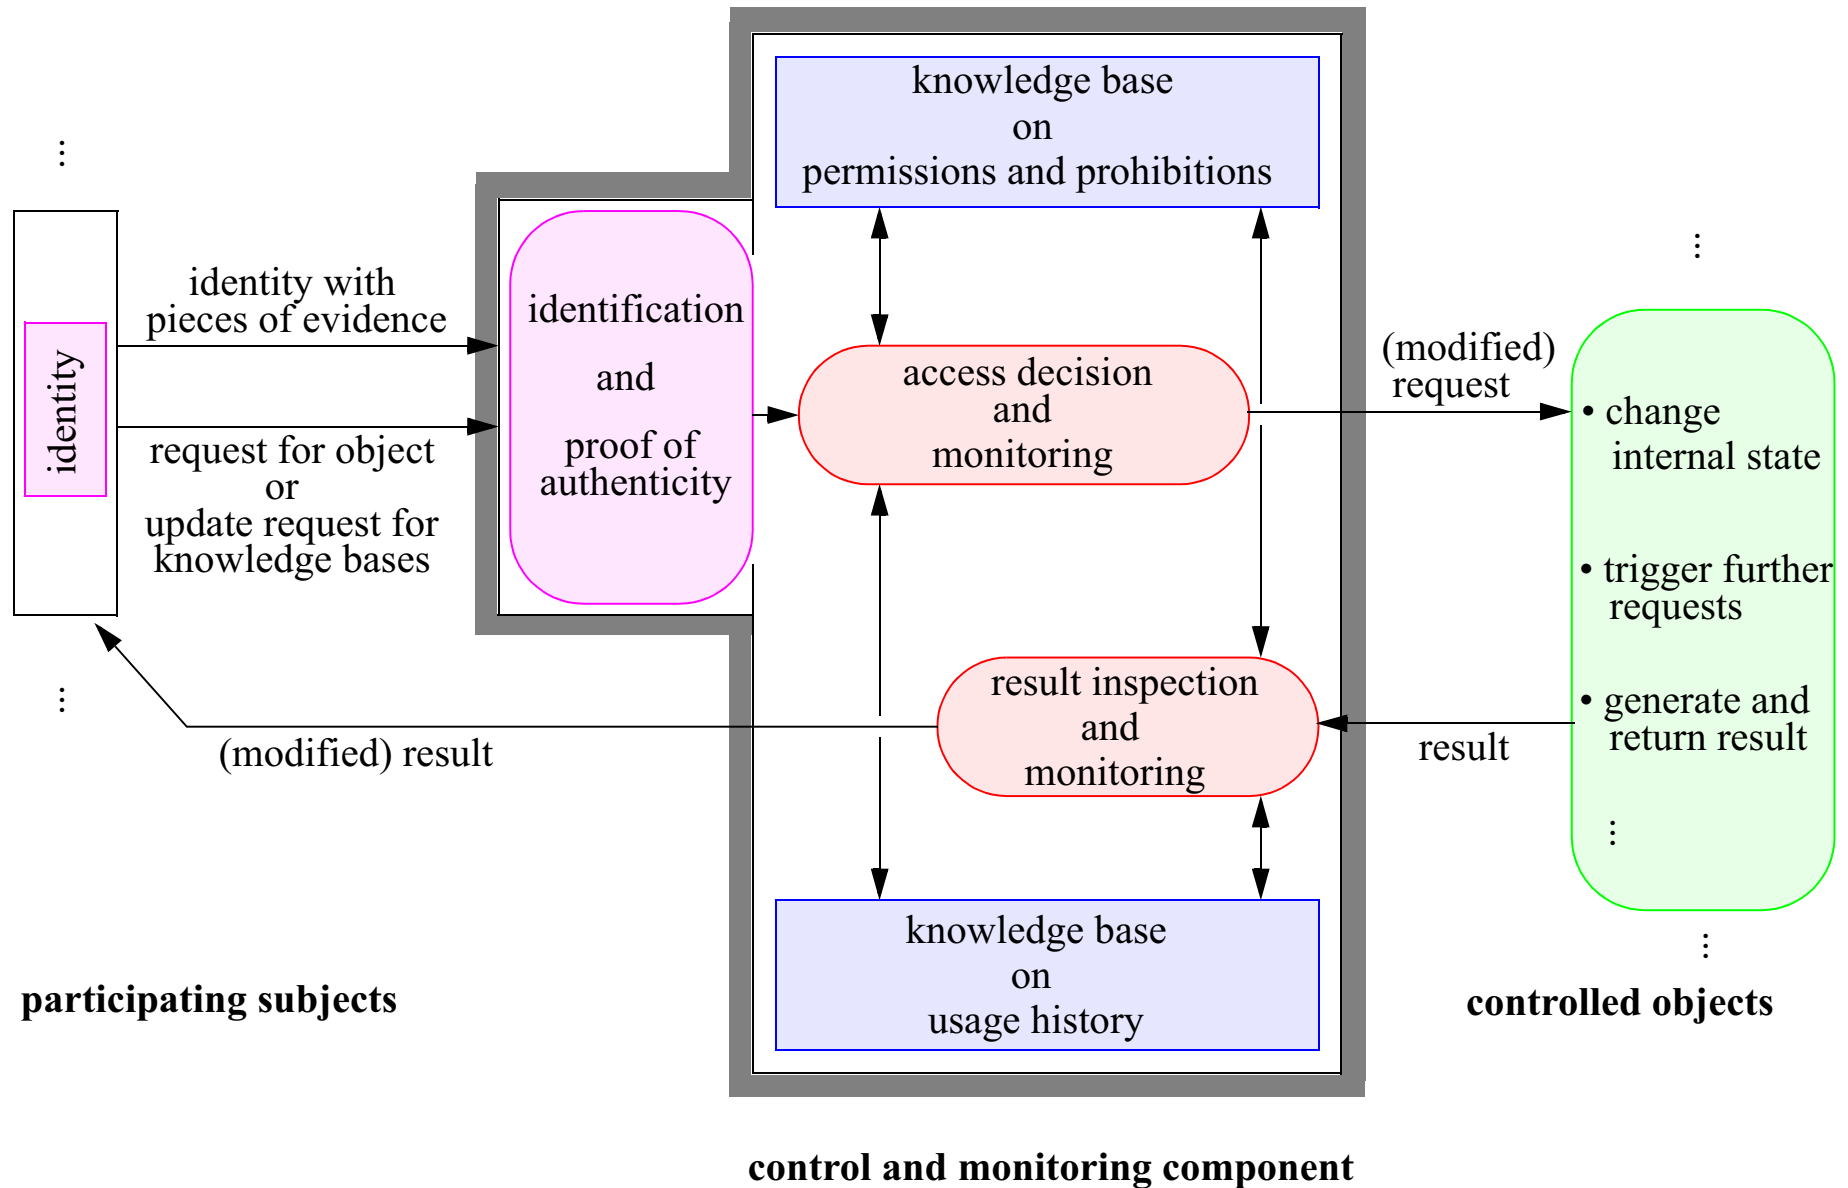 knowledge base
on
permissions and prohibitions
⋮
⋮
identity
identity with
pieces of evidence
request for object
or
update request for
knowledge bases
identification
and
proof of
authenticity
access decision
and
monitoring
(modified)
request
• change
internal state
• trigger further
requests
• generate and
return result
⋮
⋮
result inspection
and
monitoring
result
(modified) result
⋮
knowledge base
on
usage history
participating subjects
controlled objects
control and monitoring component